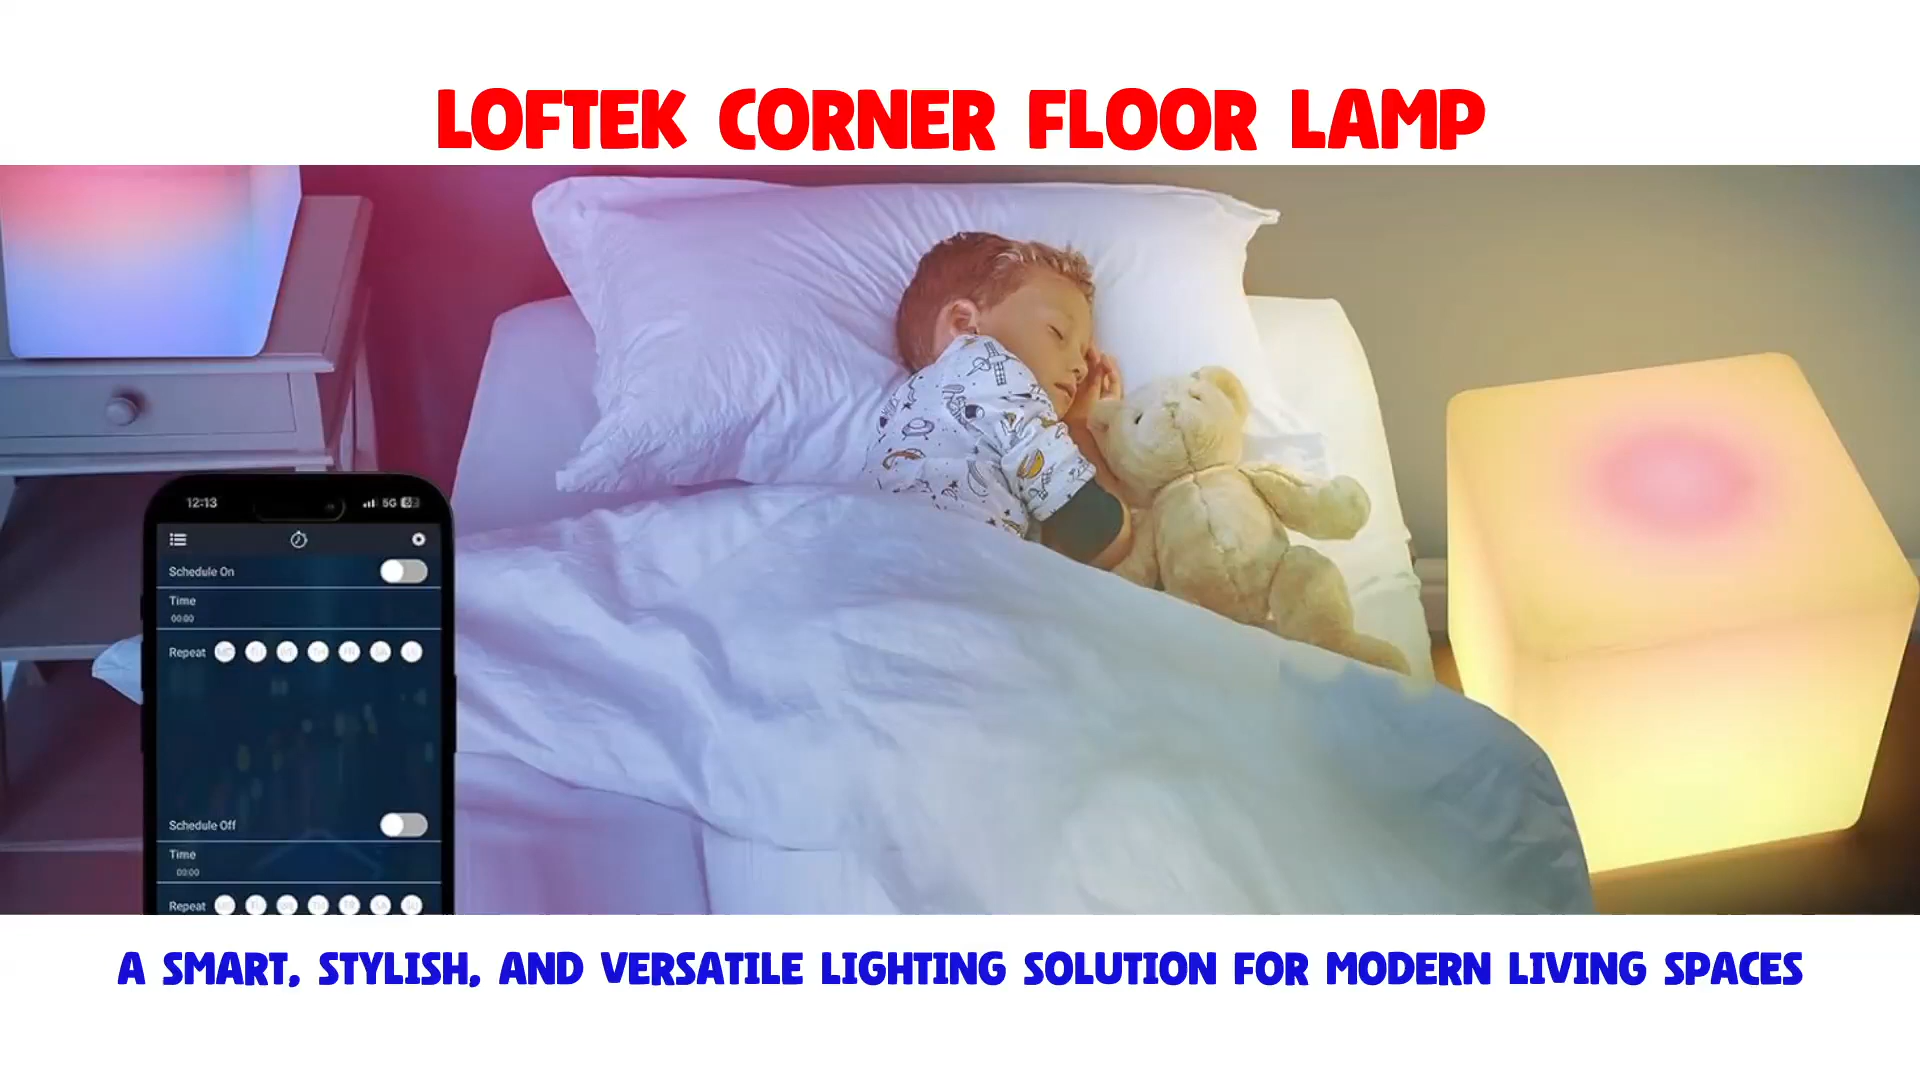 LOFTEK CORNER FLOOR LAMP
12:13
5G
Schedule On
Time
00:00
Repeat
Schedule Off
Time
00:00
Repeat
A SMART, STYLISH, AND VERSATILE LIGHTING SOLUTION FOR MODERN LIVING SPACES